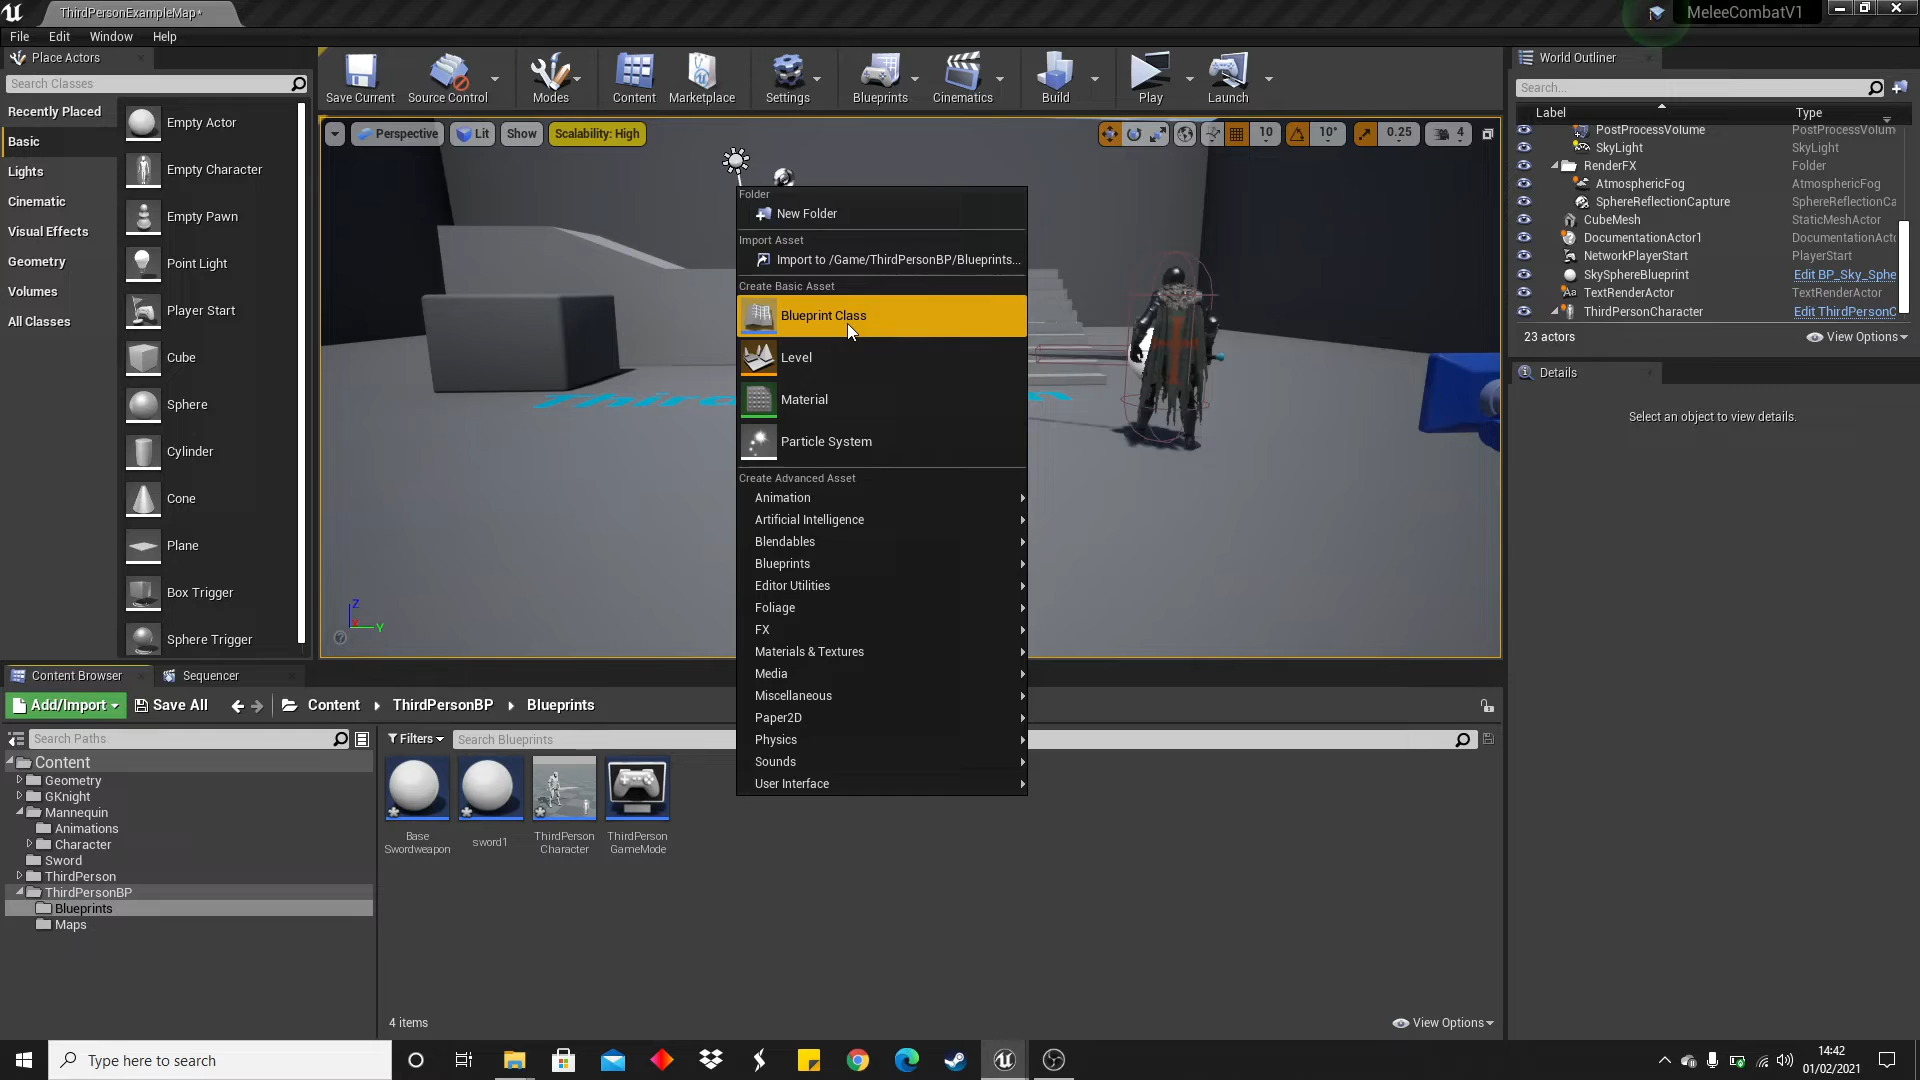 ThirdPersonExampleMap*
MeleeCombatV1
File Edit Window Help
Place Actors
Search Classes
Recently Placed
Basic
Lights
Cinematic
Visual Effects
Geometry
Volumes
All Classes
Empty Actor
Empty Character
Empty Pawn
Point Light
Player Start
Cube
Sphere
Cylinder
Cone
Plane
Box Trigger
Sphere Trigger
Save Current Source Control Modes Content Marketplace Settings Blueprints Cinematics Build Play Launch
Perspective Lit Show Scalability: High
10 10° 0.25 4
Z
Y
Folder
New Folder
Import Asset
Import to /Game/ThirdPersonBP/Blueprints...
Create Basic Asset
Blueprint Class
Level
Material
Particle System
Create Advanced Asset
Animation
Artificial Intelligence
Blendables
Blueprints
Editor Utilities
Foliage
FX
Materials & Textures
Media
Miscellaneous
Paper2D
Physics
Sounds
User Interface
World Outliner
Search...
Label Type
PostProcessVolume PostProcessVolum
SkyLight SkyLight
RenderFX Folder
AtmosphericFog AtmosphericFog
SphereReflectionCapture SphereReflectionCa
CubeMesh StaticMeshActor
DocumentationActor1 DocumentationActo
NetworkPlayerStart PlayerStart
SkySphereBlueprint Edit BP_Sky_Sphe
TextRenderActor TextRenderActor
ThirdPersonCharacter Edit ThirdPersonC
23 actors View Options
Details
Select an object to view details.
Content Browser Sequencer
Add/Import Save All Content ThirdPersonBP Blueprints
Search Paths
Filters Search Blueprints
Content
Geometry
GKnight
Mannequin
Animations
Character
Sword
ThirdPerson
ThirdPersonBP
Blueprints
Maps
Base
Swordweapon
sword1
ThirdPerson
Character
ThirdPerson
GameMode
4 items View Options
Type here to search
14:42
01/02/2021